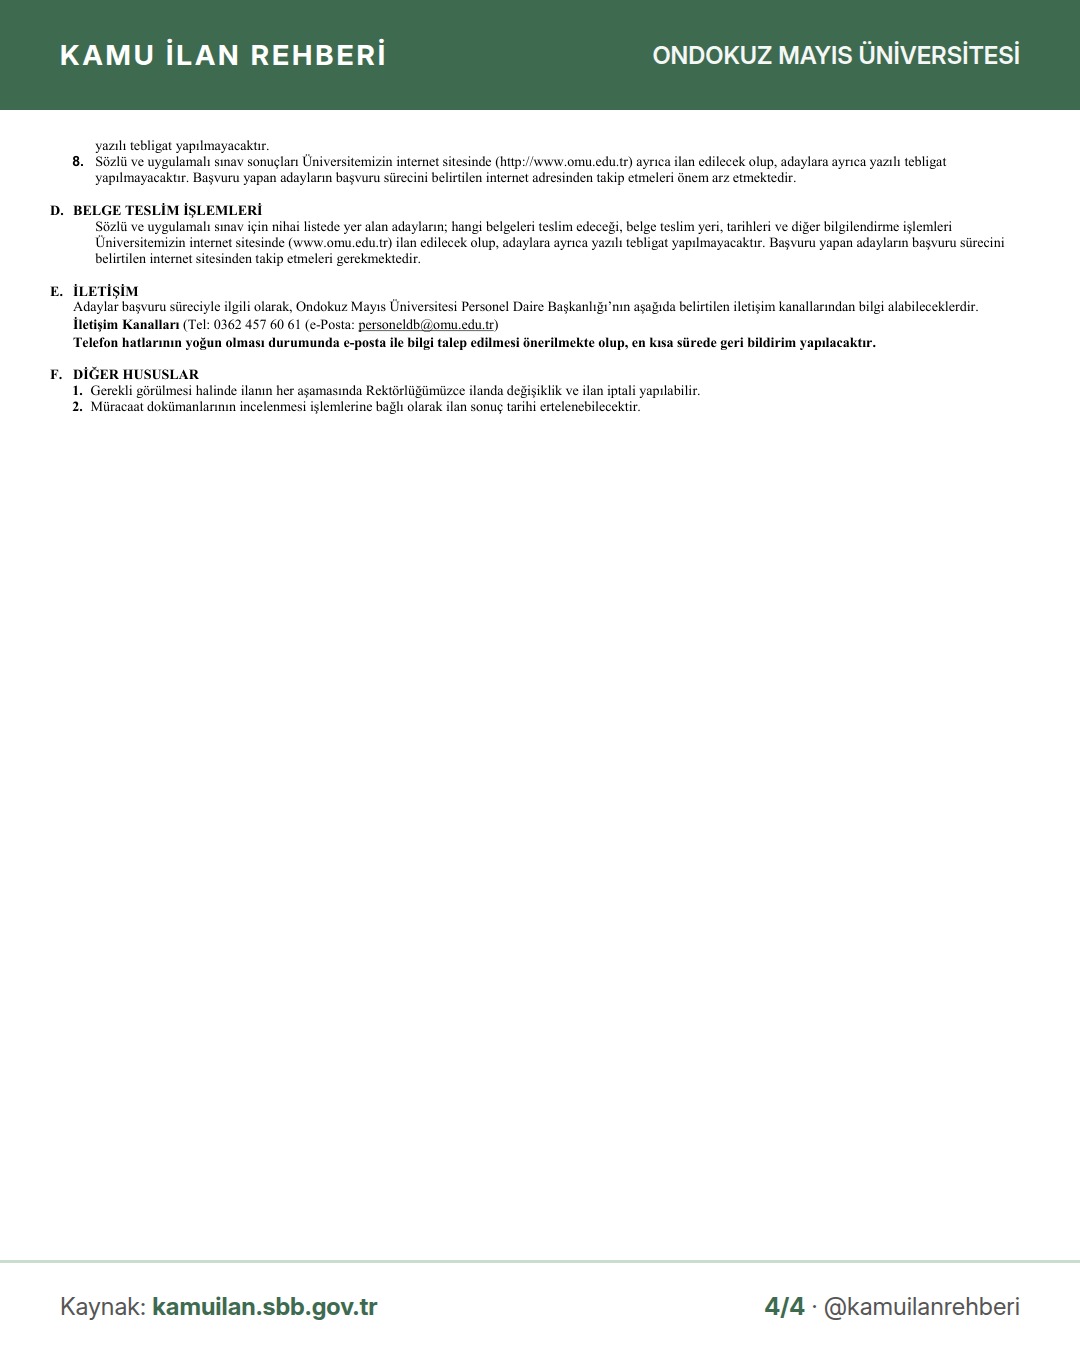 KAMU İLAN REHBERİ
ONDOKUZ MAYIS ÜNİVERSİTESİ
yazılı tebligat yapılmayacaktır.
8. Sözlü ve uygulamalı sınav sonuçları Üniversitemizin internet sitesinde (http://www.omu.edu.tr) ayrıca ilan edilecek olup, adaylara ayrıca yazılı tebligat
yapılmayacaktır. Başvuru yapan adayların başvuru sürecini belirtilen internet adresinden takip etmeleri önem arz etmektedir.
D. BELGE TESLİM İŞLEMLERİ
Sözlü ve uygulamalı sınav için nihai listede yer alan adayların; hangi belgeleri teslim edeceği, belge teslim yeri, tarihleri ve diğer bilgilendirme işlemleri
Üniversitemizin internet sitesinde (www.omu.edu.tr) ilan edilecek olup, adaylara ayrıca yazılı tebligat yapılmayacaktır. Başvuru yapan adayların başvuru sürecini
belirtilen internet sitesinden takip etmeleri gerekmektedir.
E. İLETİŞİM
Adaylar başvuru süreciyle ilgili olarak, Ondokuz Mayıs Üniversitesi Personel Daire Başkanlığı’nın aşağıda belirtilen iletişim kanallarından bilgi alabileceklerdir.
İletişim Kanalları (Tel: 0362 457 60 61 (e-Posta: personeldb@omu.edu.tr)
Telefon hatlarının yoğun olması durumunda e-posta ile bilgi talep edilmesi önerilmekte olup, en kısa sürede geri bildirim yapılacaktır.
F. DİĞER HUSUSLAR
1. Gerekli görülmesi halinde ilanın her aşamasında Rektörlüğümüzce ilanda değişiklik ve ilan iptali yapılabilir.
2. Müracaat dokümanlarının incelenmesi işlemlerine bağlı olarak ilan sonuç tarihi ertelenebilecektir.
Kaynak: kamuilan.sbb.gov.tr
4/4 · @kamuilanrehberi